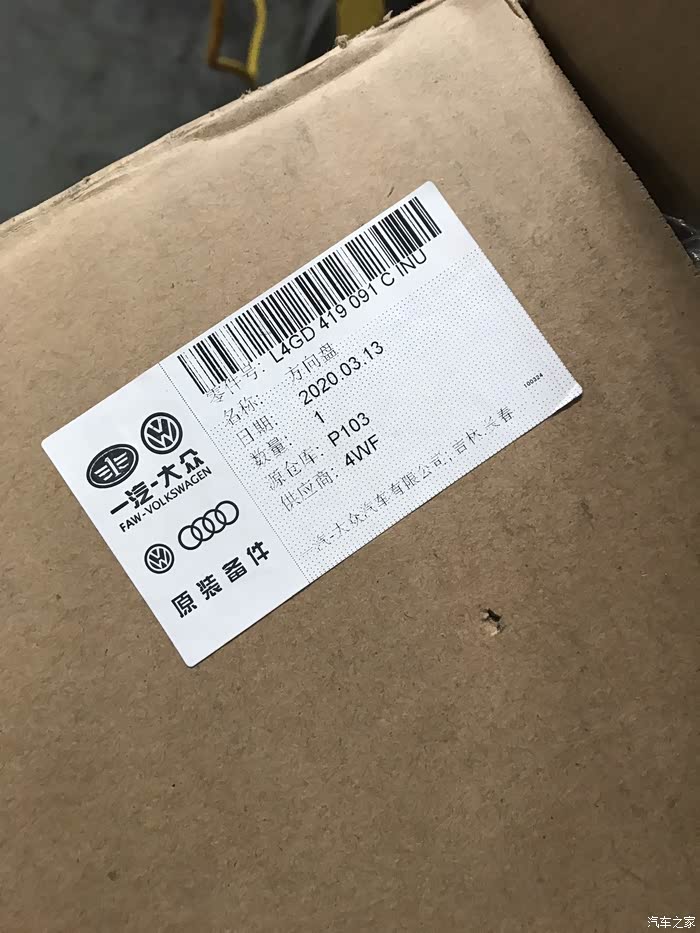 零件号: L4GD 419 091 C INU
名称: 方向盘
日期: 2020.03.13
数量: 1
原仓库: P103
供应商: 4WF
一汽-大众汽车有限公司, 吉林, 长春
100324
一汽-大众
FAW-VOLKSWAGEN
原装备件
汽车之家